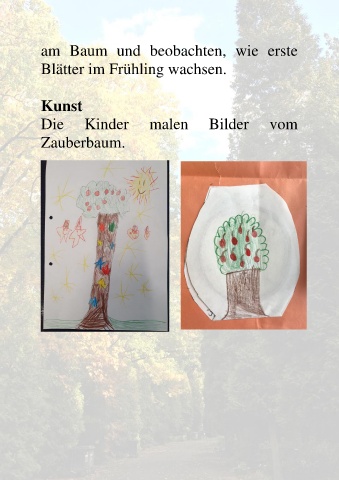 am Baum und beobachten, wie erste
Blätter im Frühling wachsen.
Kunst
Die Kinder malen Bilder vom
Zauberbaum.